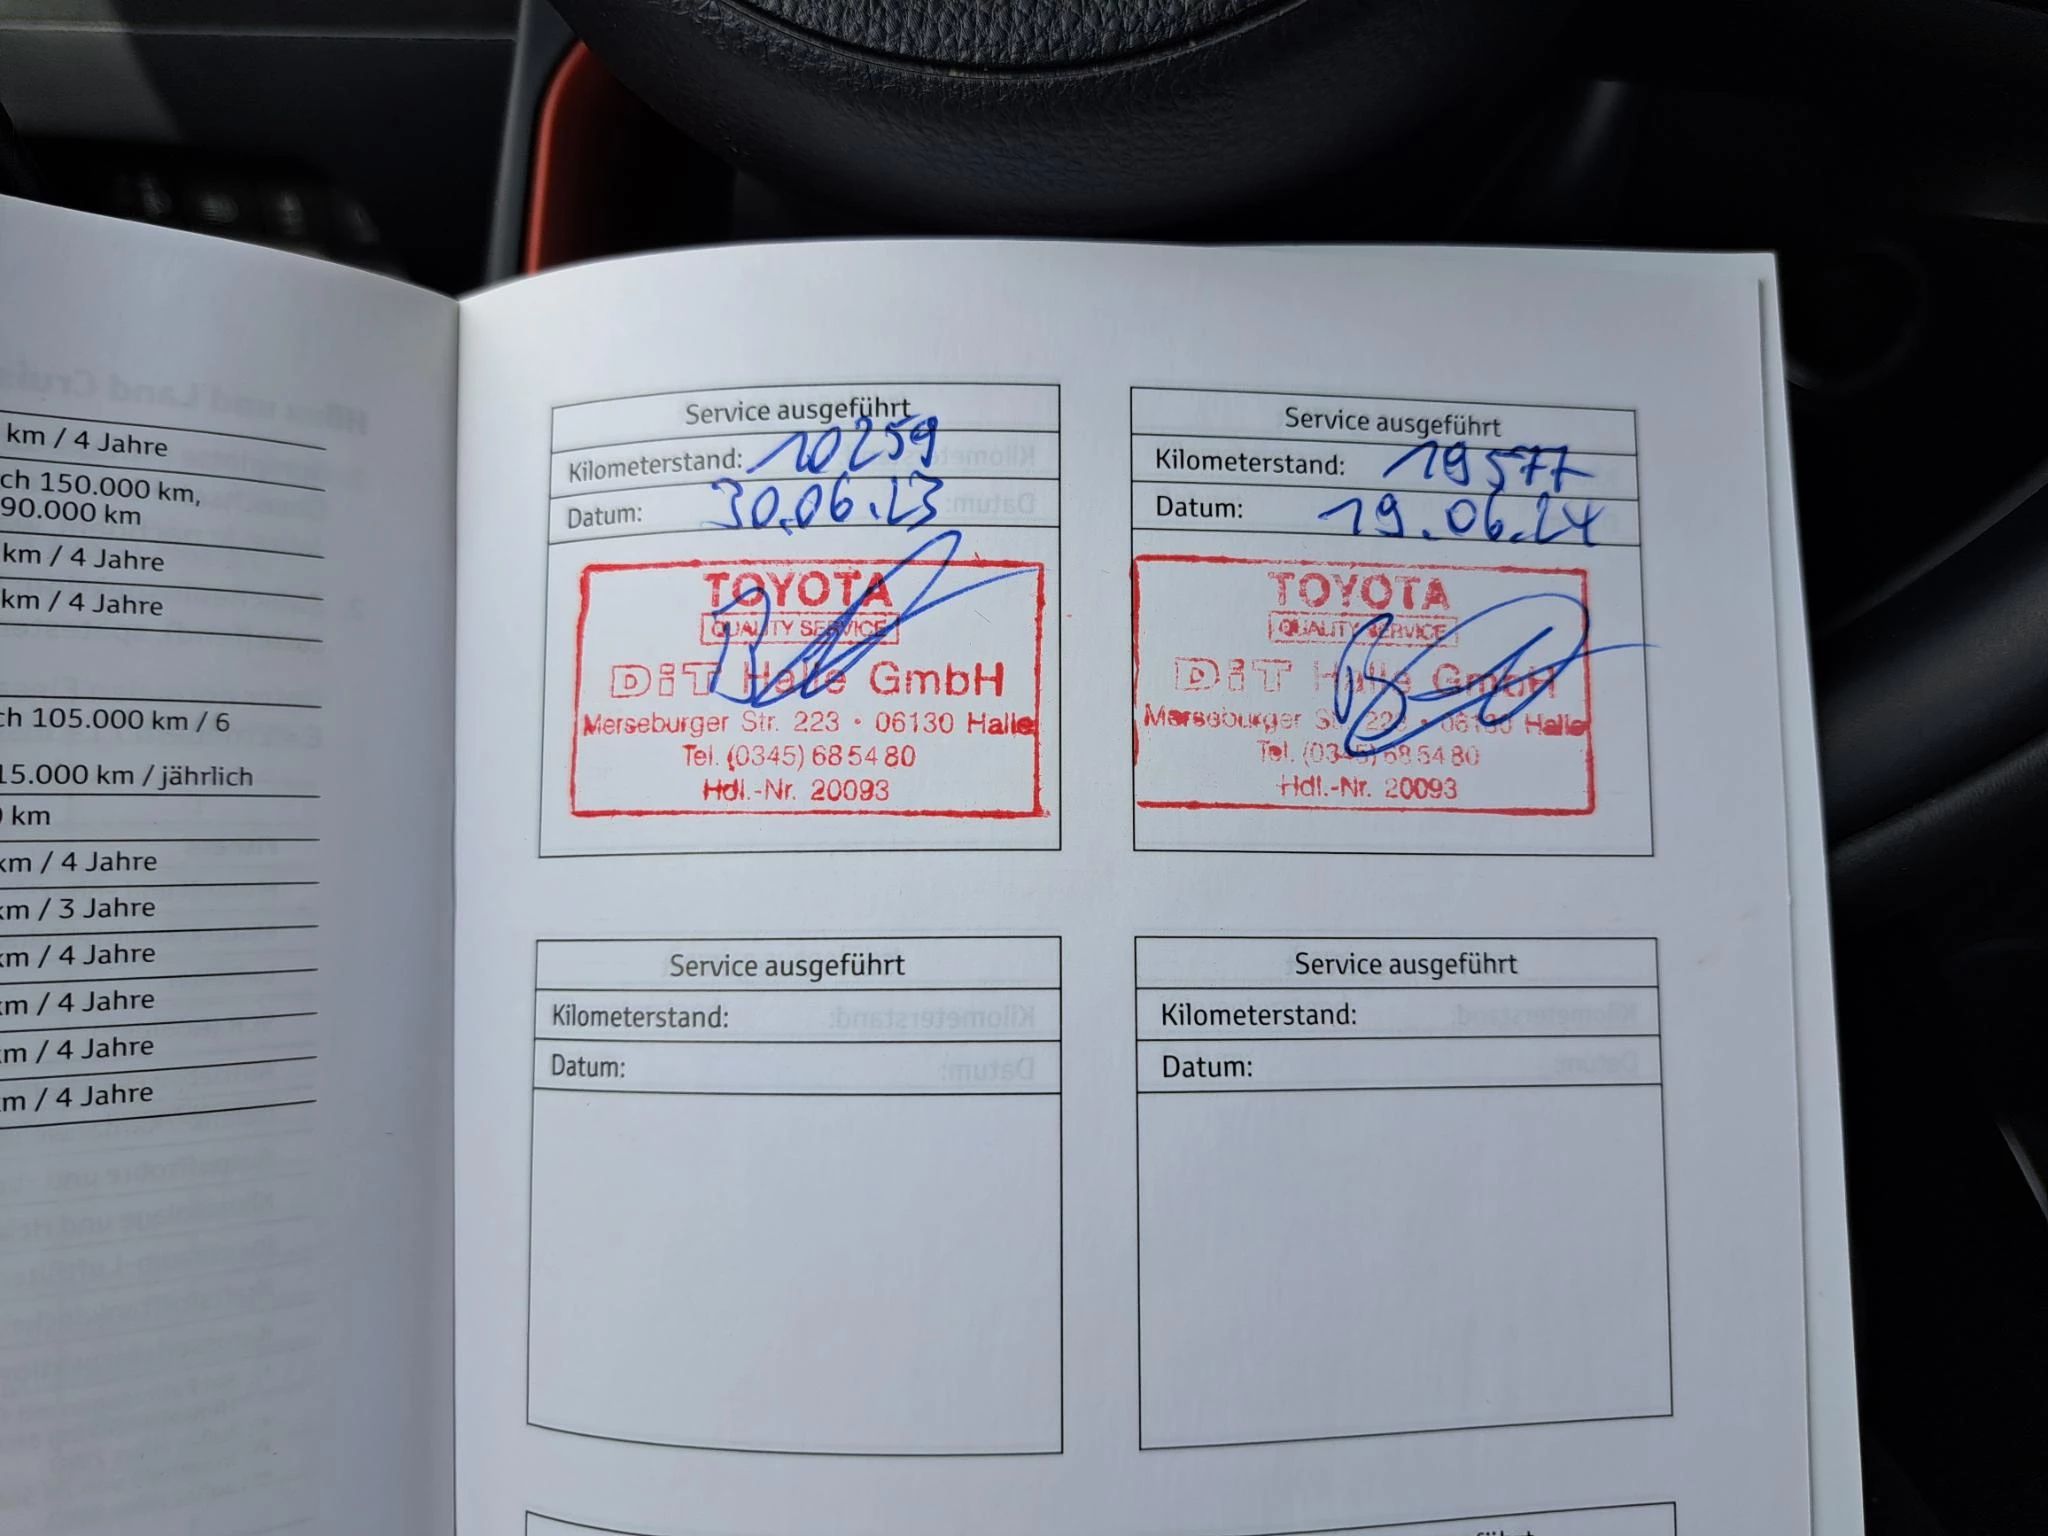 km / 4 Jahre
ch 150.000 km,
90.000 km
km / 4 Jahre
km / 4 Jahre
ch 105.000 km / 6
15.000 km / jährlich
km
km / 4 Jahre
km / 3 Jahre
km / 4 Jahre
km / 4 Jahre
km / 4 Jahre
m / 4 Jahre
Service ausgeführt
Kilometerstand: 10259
Datum: 30.06.23
TOYOTA
QUALITY SERVICE
DiT Halle GmbH
Merseburger Str. 223 • 06130 Halle
Tel. (0345) 68 54 80
Hdl.-Nr. 20093
Service ausgeführt
Kilometerstand: 19577
Datum: 19.06.24
TOYOTA
QUALITY SERVICE
DiT Halle GmbH
Merseburger Str. 223 • 06130 Halle
Tel. (0345) 68 54 80
Hdl.-Nr. 20093
Service ausgeführt
Kilometerstand:
Datum:
Service ausgeführt
Kilometerstand:
Datum: